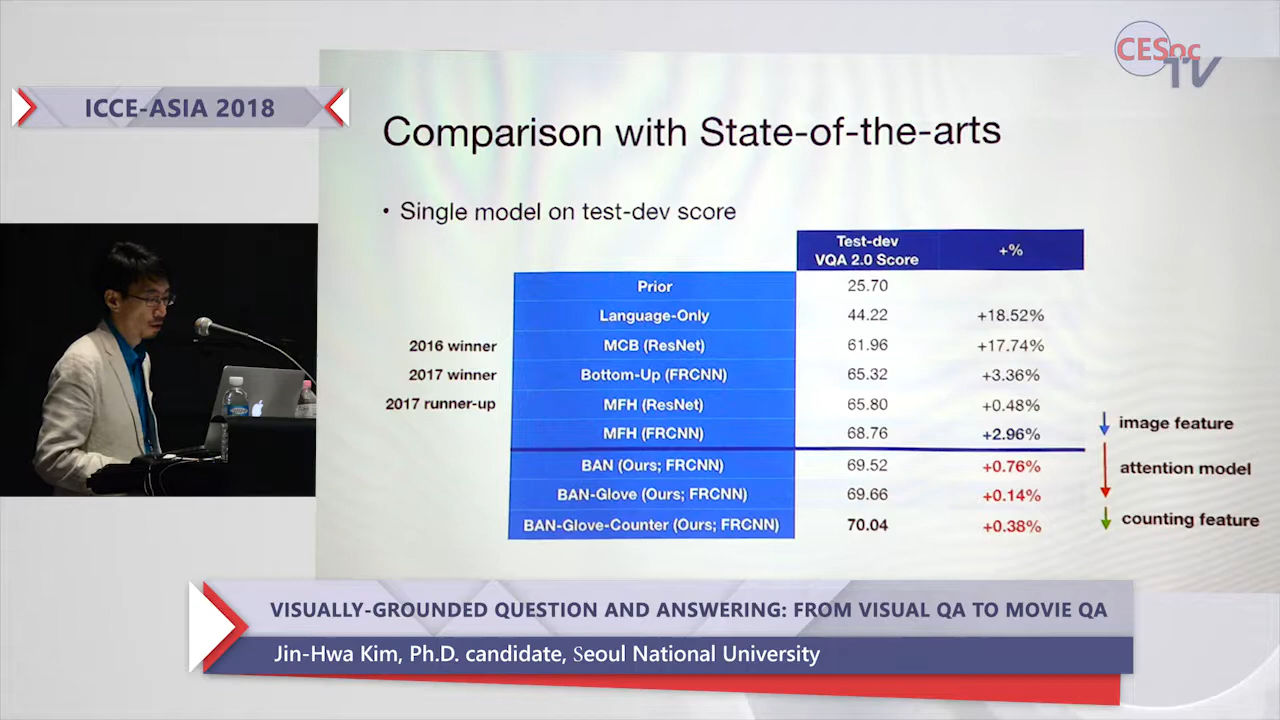 CESoc
TV
ICCE-ASIA 2018
Comparison with State-of-the-arts
• Single model on test-dev score
Test-dev
VQA 2.0 Score
+%
Prior 25.70
Language-Only 44.22 +18.52%
2016 winner MCB (ResNet) 61.96 +17.74%
2017 winner Bottom-Up (FRCNN) 65.32 +3.36%
2017 runner-up MFH (ResNet) 65.80 +0.48%
MFH (FRCNN) 68.76 +2.96% image feature
BAN (Ours; FRCNN) 69.52 +0.76% attention model
BAN-Glove (Ours; FRCNN) 69.66 +0.14%
BAN-Glove-Counter (Ours; FRCNN) 70.04 +0.38% counting feature
VISUALLY-GROUNDED QUESTION AND ANSWERING: FROM VISUAL QA TO MOVIE QA
Jin-Hwa Kim, Ph.D. candidate, Seoul National University